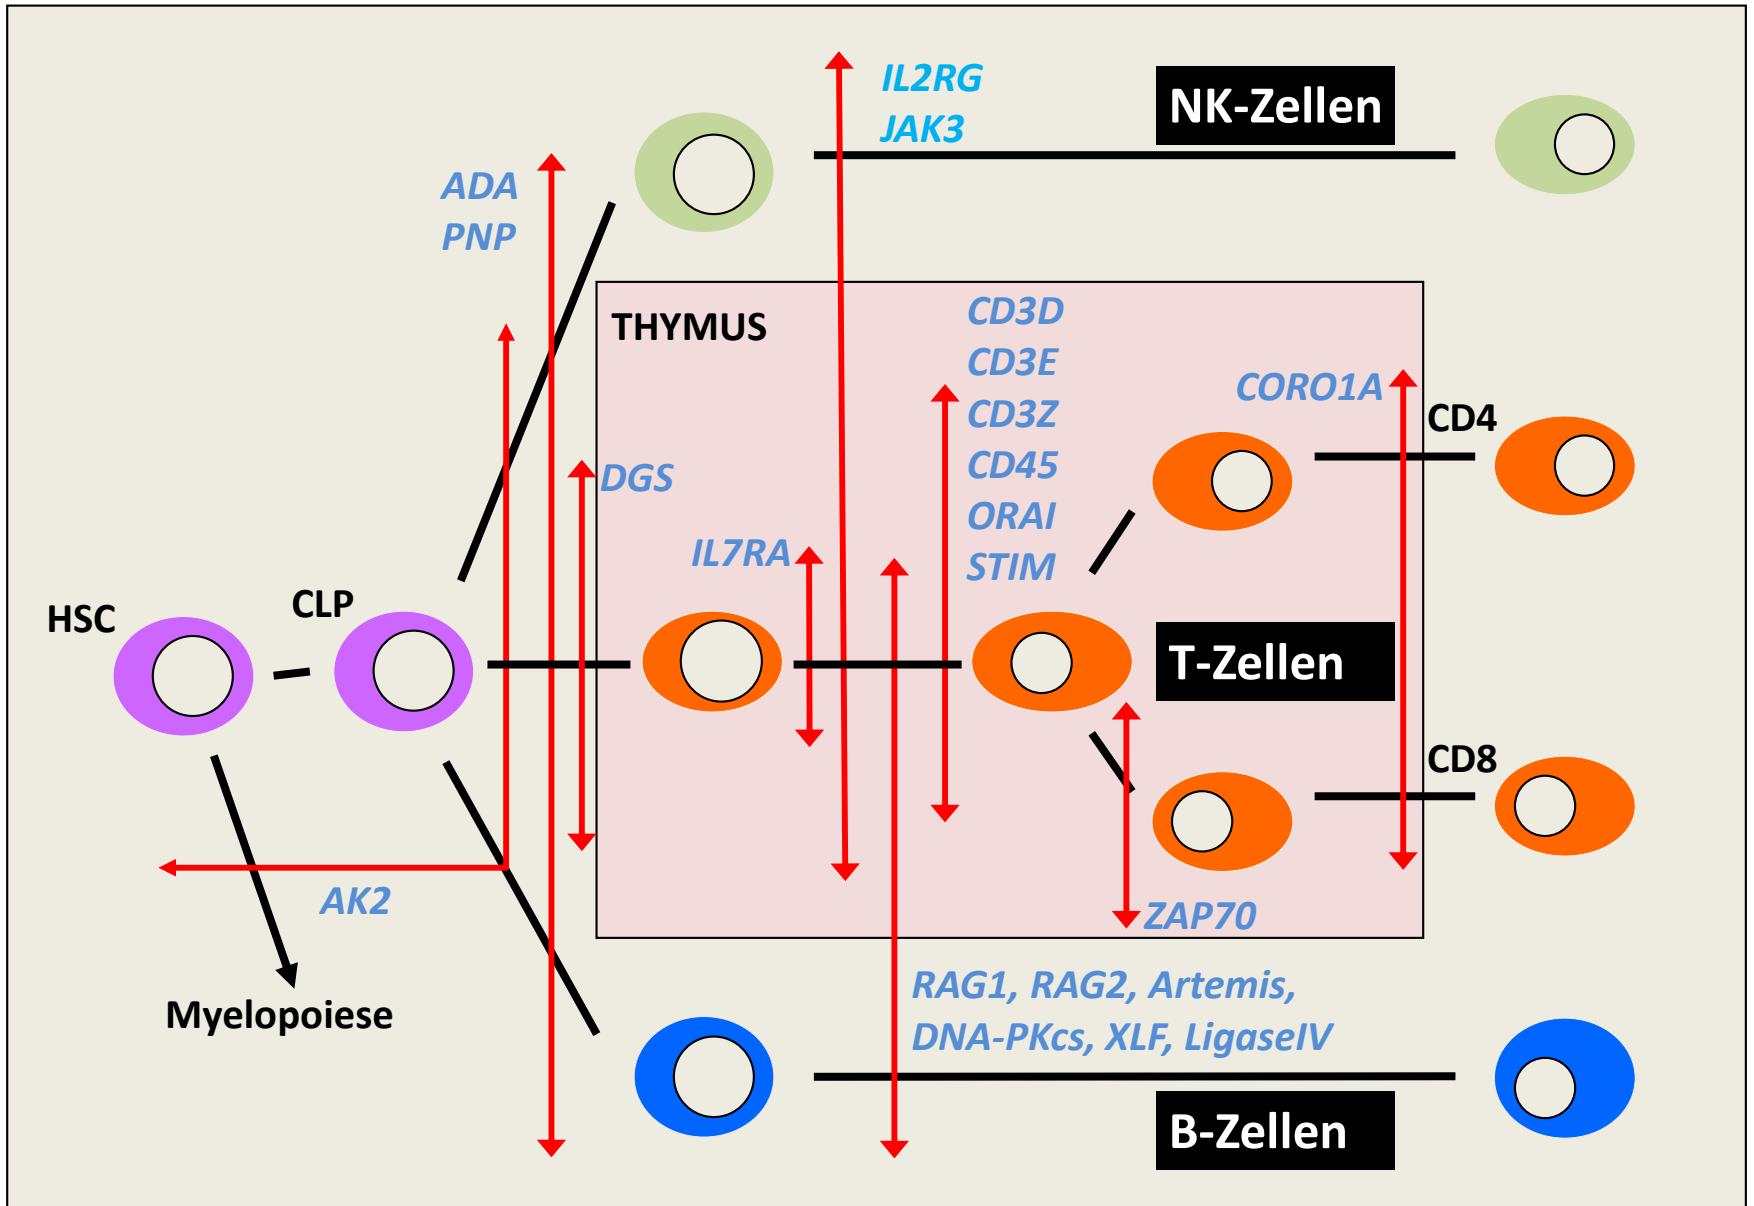 IL2RG
JAK3
NK-Zellen
ADA
PNP
THYMUS
CD3D
CD3E
CD3Z
CD45
ORAI
STIM
CORO1A
CD4
DGS
IL7RA
HSC
CLP
T-Zellen
CD8
AK2
ZAP70
Myelopoiese
RAG1, RAG2, Artemis,
DNA-PKcs, XLF, LigaseIV
B-Zellen